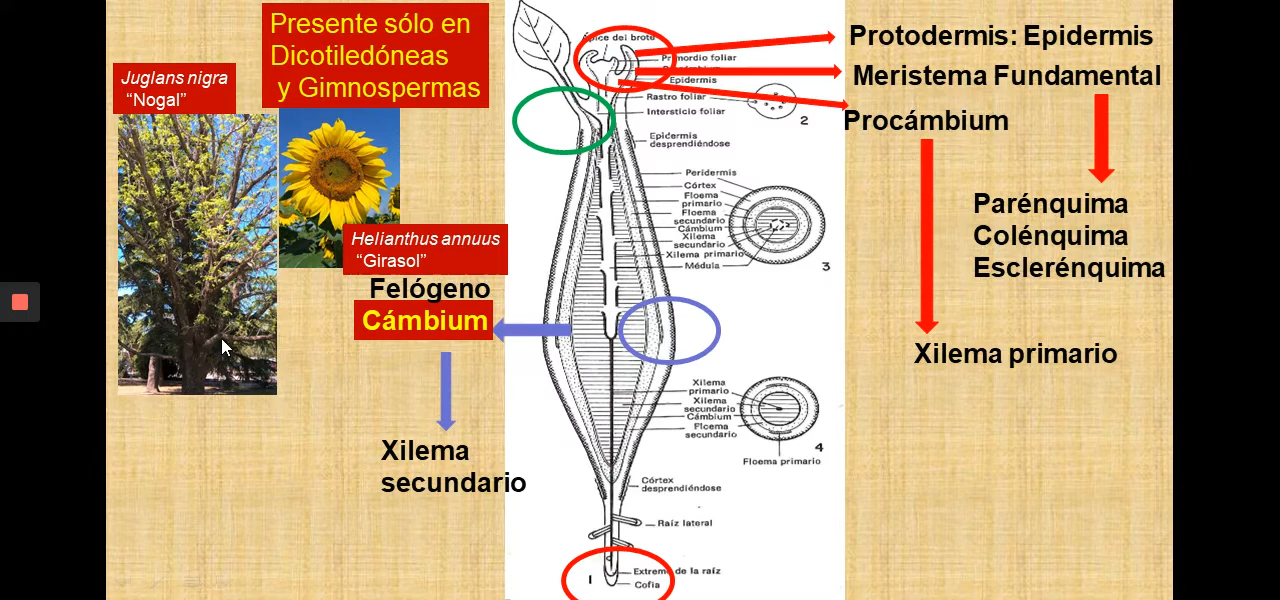 Presente sólo en
Dicotiledóneas
y Gimnospermas
Juglans nigra
“Nogal”
Helianthus annuus
“Girasol”
Felógeno
Cámbium
Xilema
secundario
Ápice del brote
Primordio foliar
Epidermis
Rastro foliar
Intersticio foliar
2
Epidermis
desprendiéndose
Peridermis
Córtex
Floema
primario
Floema
secundario
Cámbium
Xilema
secundario
Xilema primario
Médula
3
Xilema
primario
Xilema
secundario
Cámbium
Floema
secundario
4
Floema primario
Córtex
desprendiéndose
Raíz lateral
1
Extremo de la raíz
Cofia
Protodermis: Epidermis
Meristema Fundamental
Procámbium
Parénquima
Colénquima
Esclerénquima
Xilema primario